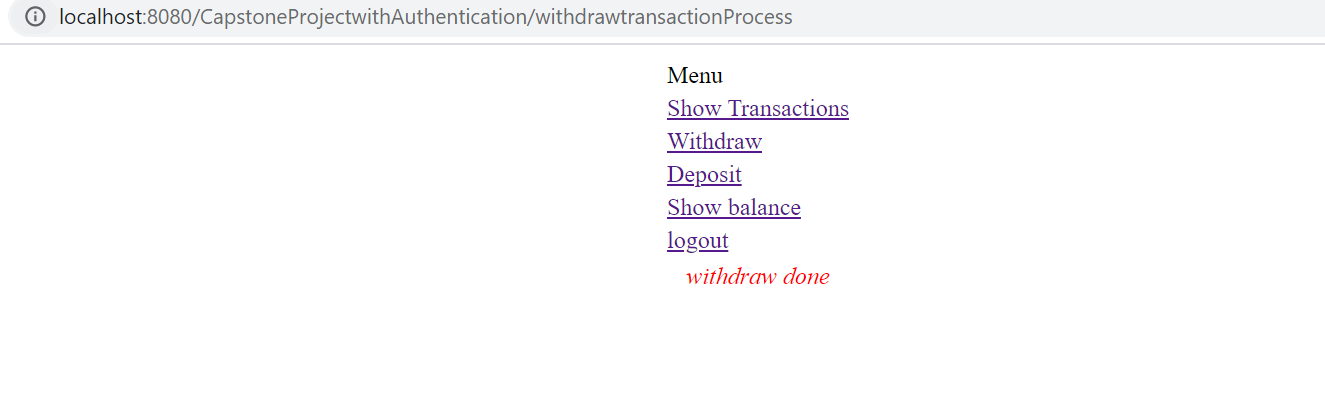 localhost:8080/CapstoneProjectwithAuthentication/withdrawtransactionProcess
Menu
Show Transactions
Withdraw
Deposit
Show balance
logout
withdraw done